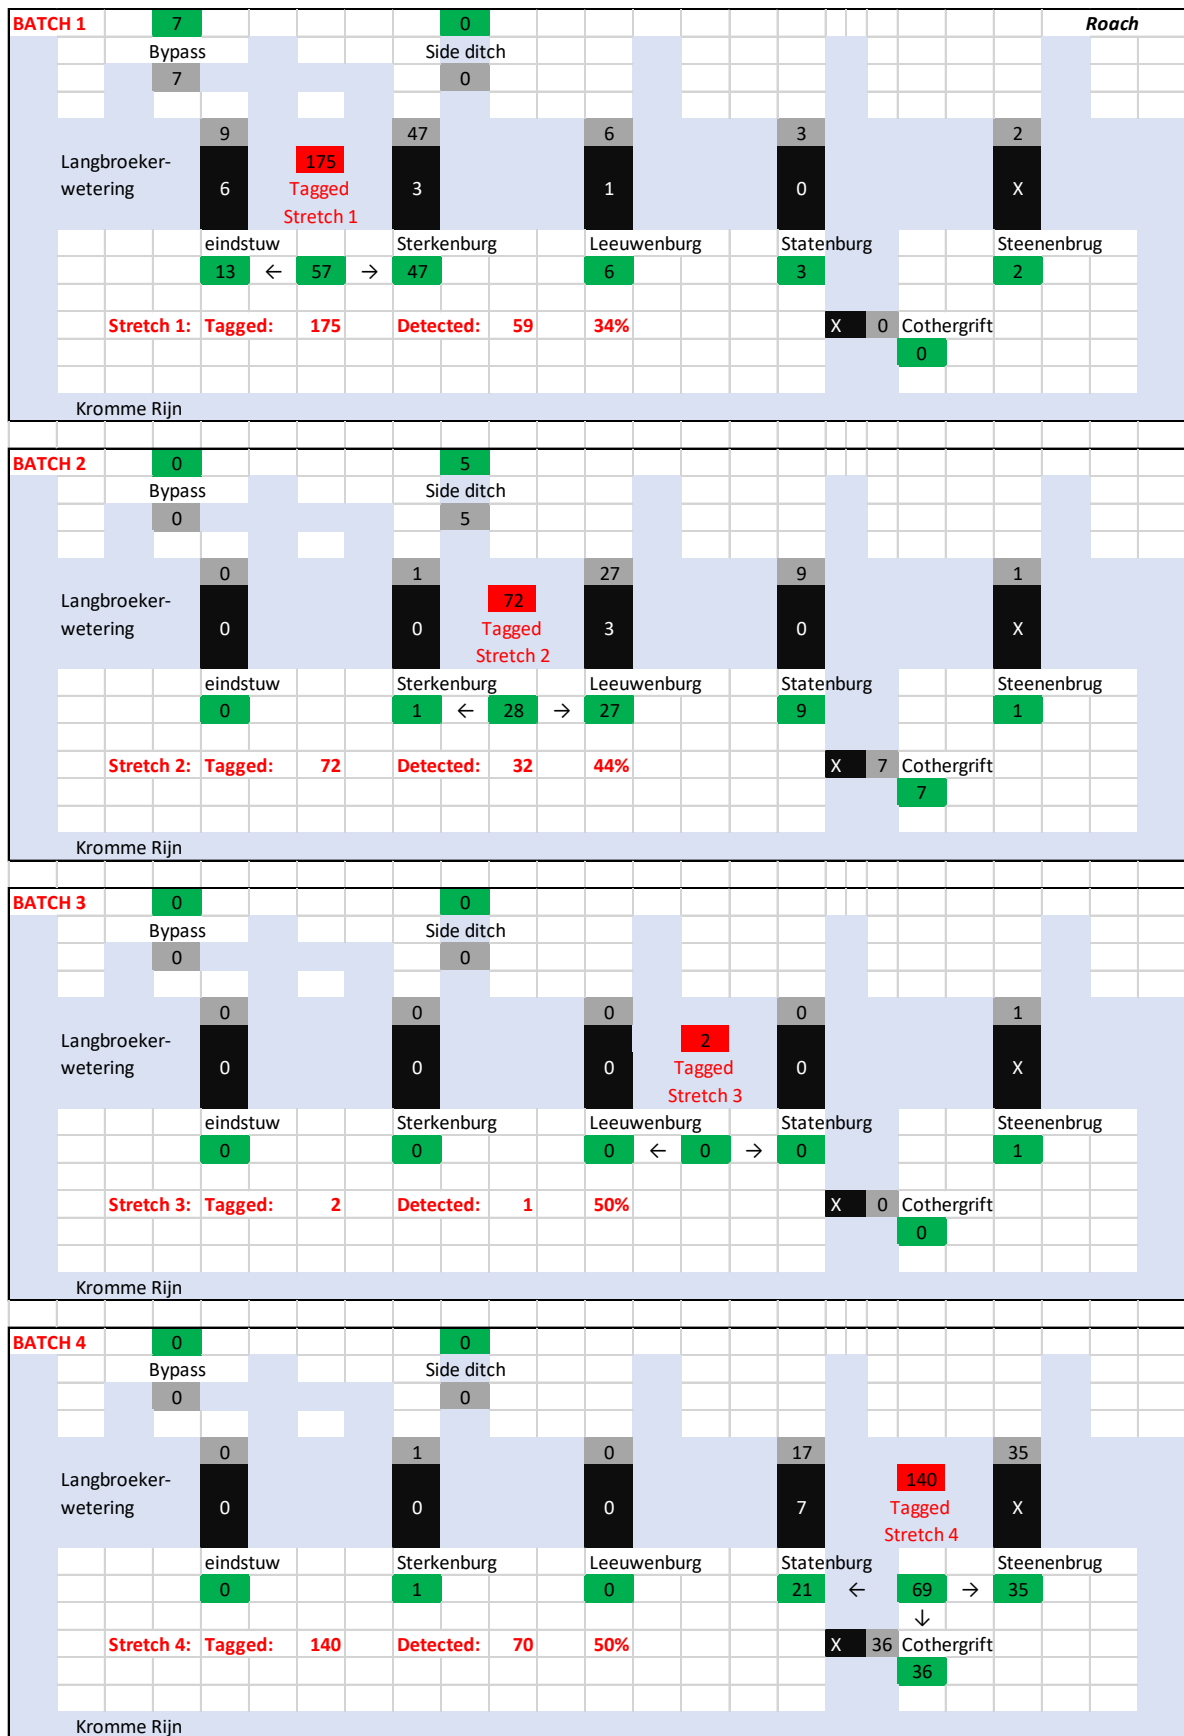 BATCH 1 7 0 Roach
Bypass Side ditch
7 0
9 47 6 3 2
Langbroeker- 175
wetering 6 Tagged 3 1 0 X
Stretch 1
eindstuw Sterkenburg Leeuwenburg Statenburg Steenenbrug
13 ← 57 → 47 6 3 2
Stretch 1: Tagged: 175 Detected: 59 34% X 0 Cothergrift
0
Kromme Rijn
BATCH 2 0 5
Bypass Side ditch
0 5
0 1 27 9 1
Langbroeker- 72
wetering 0 0 Tagged 3 0 X
Stretch 2
eindstuw Sterkenburg Leeuwenburg Statenburg Steenenbrug
0 1 ← 28 → 27 9 1
Stretch 2: Tagged: 72 Detected: 32 44% X 7 Cothergrift
7
Kromme Rijn
BATCH 3 0 0
Bypass Side ditch
0 0
0 0 0 0 1
Langbroeker- 2
wetering 0 0 0 Tagged 0 X
Stretch 3
eindstuw Sterkenburg Leeuwenburg Statenburg Steenenbrug
0 0 0 ← 0 → 0 1
Stretch 3: Tagged: 2 Detected: 1 50% X 0 Cothergrift
0
Kromme Rijn
BATCH 4 0 0
Bypass Side ditch
0 0
0 1 0 17 35
Langbroeker- 140
wetering 0 0 0 7 Tagged X
Stretch 4
eindstuw Sterkenburg Leeuwenburg Statenburg Steenenbrug
0 1 0 21 ← 69 → 35
↓
Stretch 4: Tagged: 140 Detected: 70 50% X 36 Cothergrift
36
Kromme Rijn